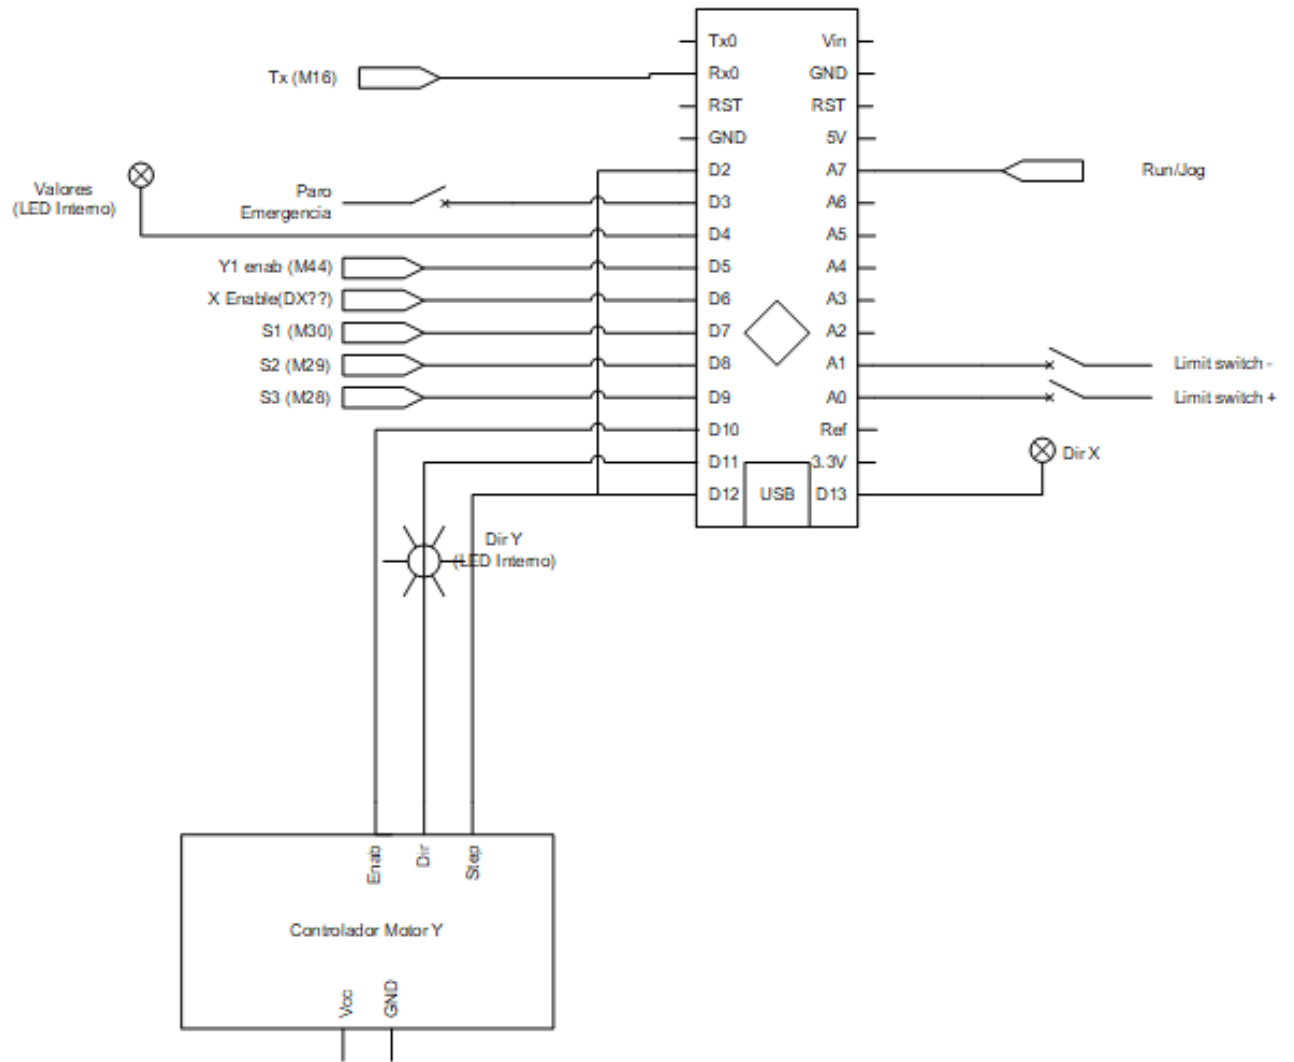 Tx0 Vin
Tx (M16) Rx0 GND
RST RST
GND 5V
D2 A7 Run/Jog
Valores
(LED Interno)
Paro
Emergencia
D3 A6
D4 A5
Y1 enab (M44) D5 A4
X Enable(DX??) D6 A3
S1 (M30) D7 A2
S2 (M29) D8 A1 Limit switch -
S3 (M28) D9 A0 Limit switch +
D10 Ref
D11 3.3V Dir X
D12 USB D13
Dir Y
(LED Interno)
Enab Dir Step
Controlador Motor Y
Vcc GND